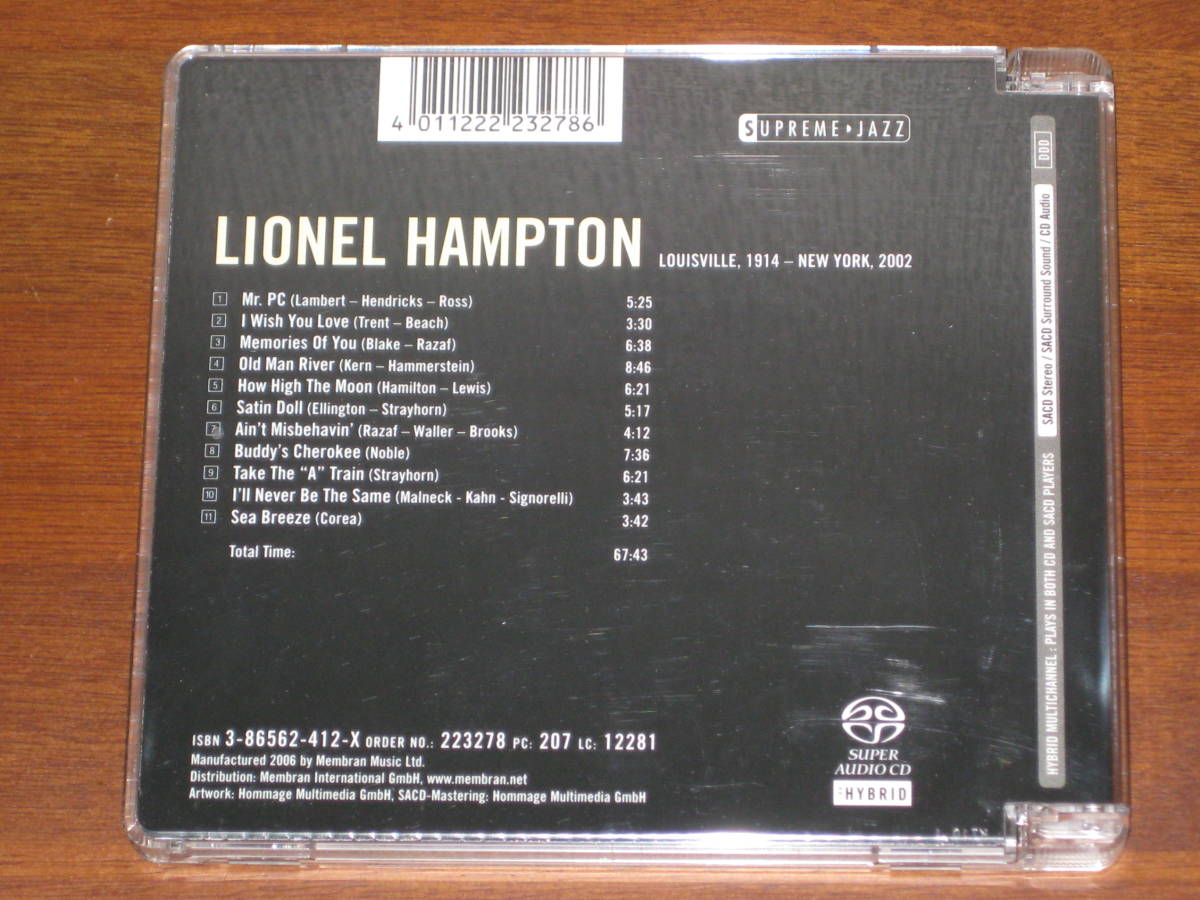 4 011222 232786
SUPREME JAZZ
LIONEL HAMPTON LOUISVILLE, 1914 – NEW YORK, 2002
1 Mr. PC (Lambert – Hendricks – Ross) 5:25
2 I Wish You Love (Trent – Beach) 3:30
3 Memories Of You (Blake – Razaf) 6:38
4 Old Man River (Kern – Hammerstein) 8:46
5 How High The Moon (Hamilton – Lewis) 6:21
6 Satin Doll (Ellington – Strayhorn) 5:17
7 Ain't Misbehavin' (Razaf – Waller – Brooks) 4:12
8 Buddy's Cherokee (Noble) 7:36
9 Take The “A” Train (Strayhorn) 6:21
10 I'll Never Be The Same (Malneck - Kahn - Signorelli) 3:43
11 Sea Breeze (Corea) 3:42
Total Time: 67:43
ISBN 3-86562-412-X ORDER NO.: 223278 PC: 207 LC: 12281
Manufactured 2006 by Membran Music Ltd.
Distribution: Membran International GmbH, www.membran.net
Artwork: Hommage Multimedia GmbH, SACD-Mastering: Hommage Multimedia GmbH
SUPER
AUDIO CD
HYBRID
HYBRID MULTICHANNEL : PLAYS IN BOTH CD AND SACD PLAYERS SACD Stereo / SACD Surround Sound / CD Audio DDD